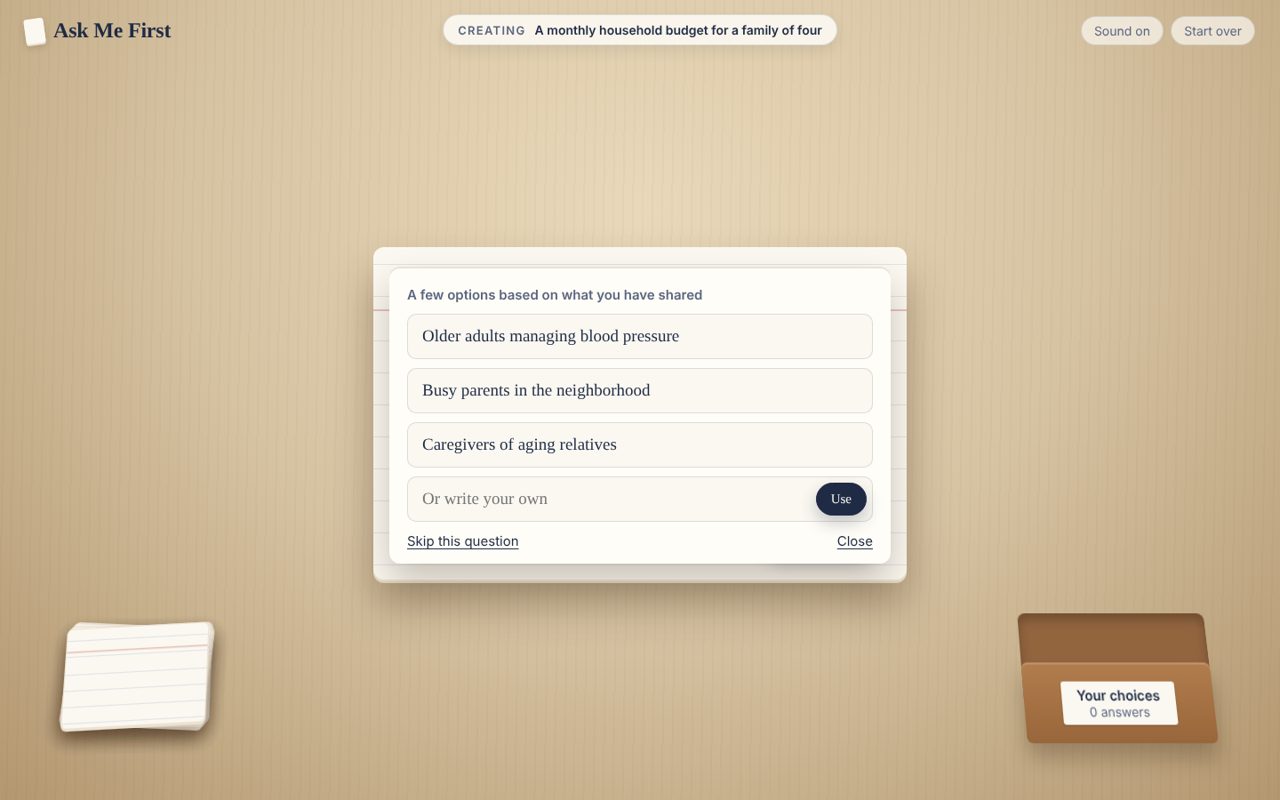 Ask Me First
CREATING A monthly household budget for a family of four
Sound on
Start over
A few options based on what you have shared
Older adults managing blood pressure
Busy parents in the neighborhood
Caregivers of aging relatives
Or write your own
Use
Skip this question
Close
Your choices
0 answers